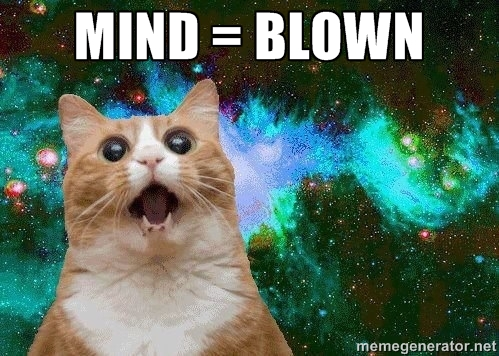 MIND = BLOWN
memegenerator.net